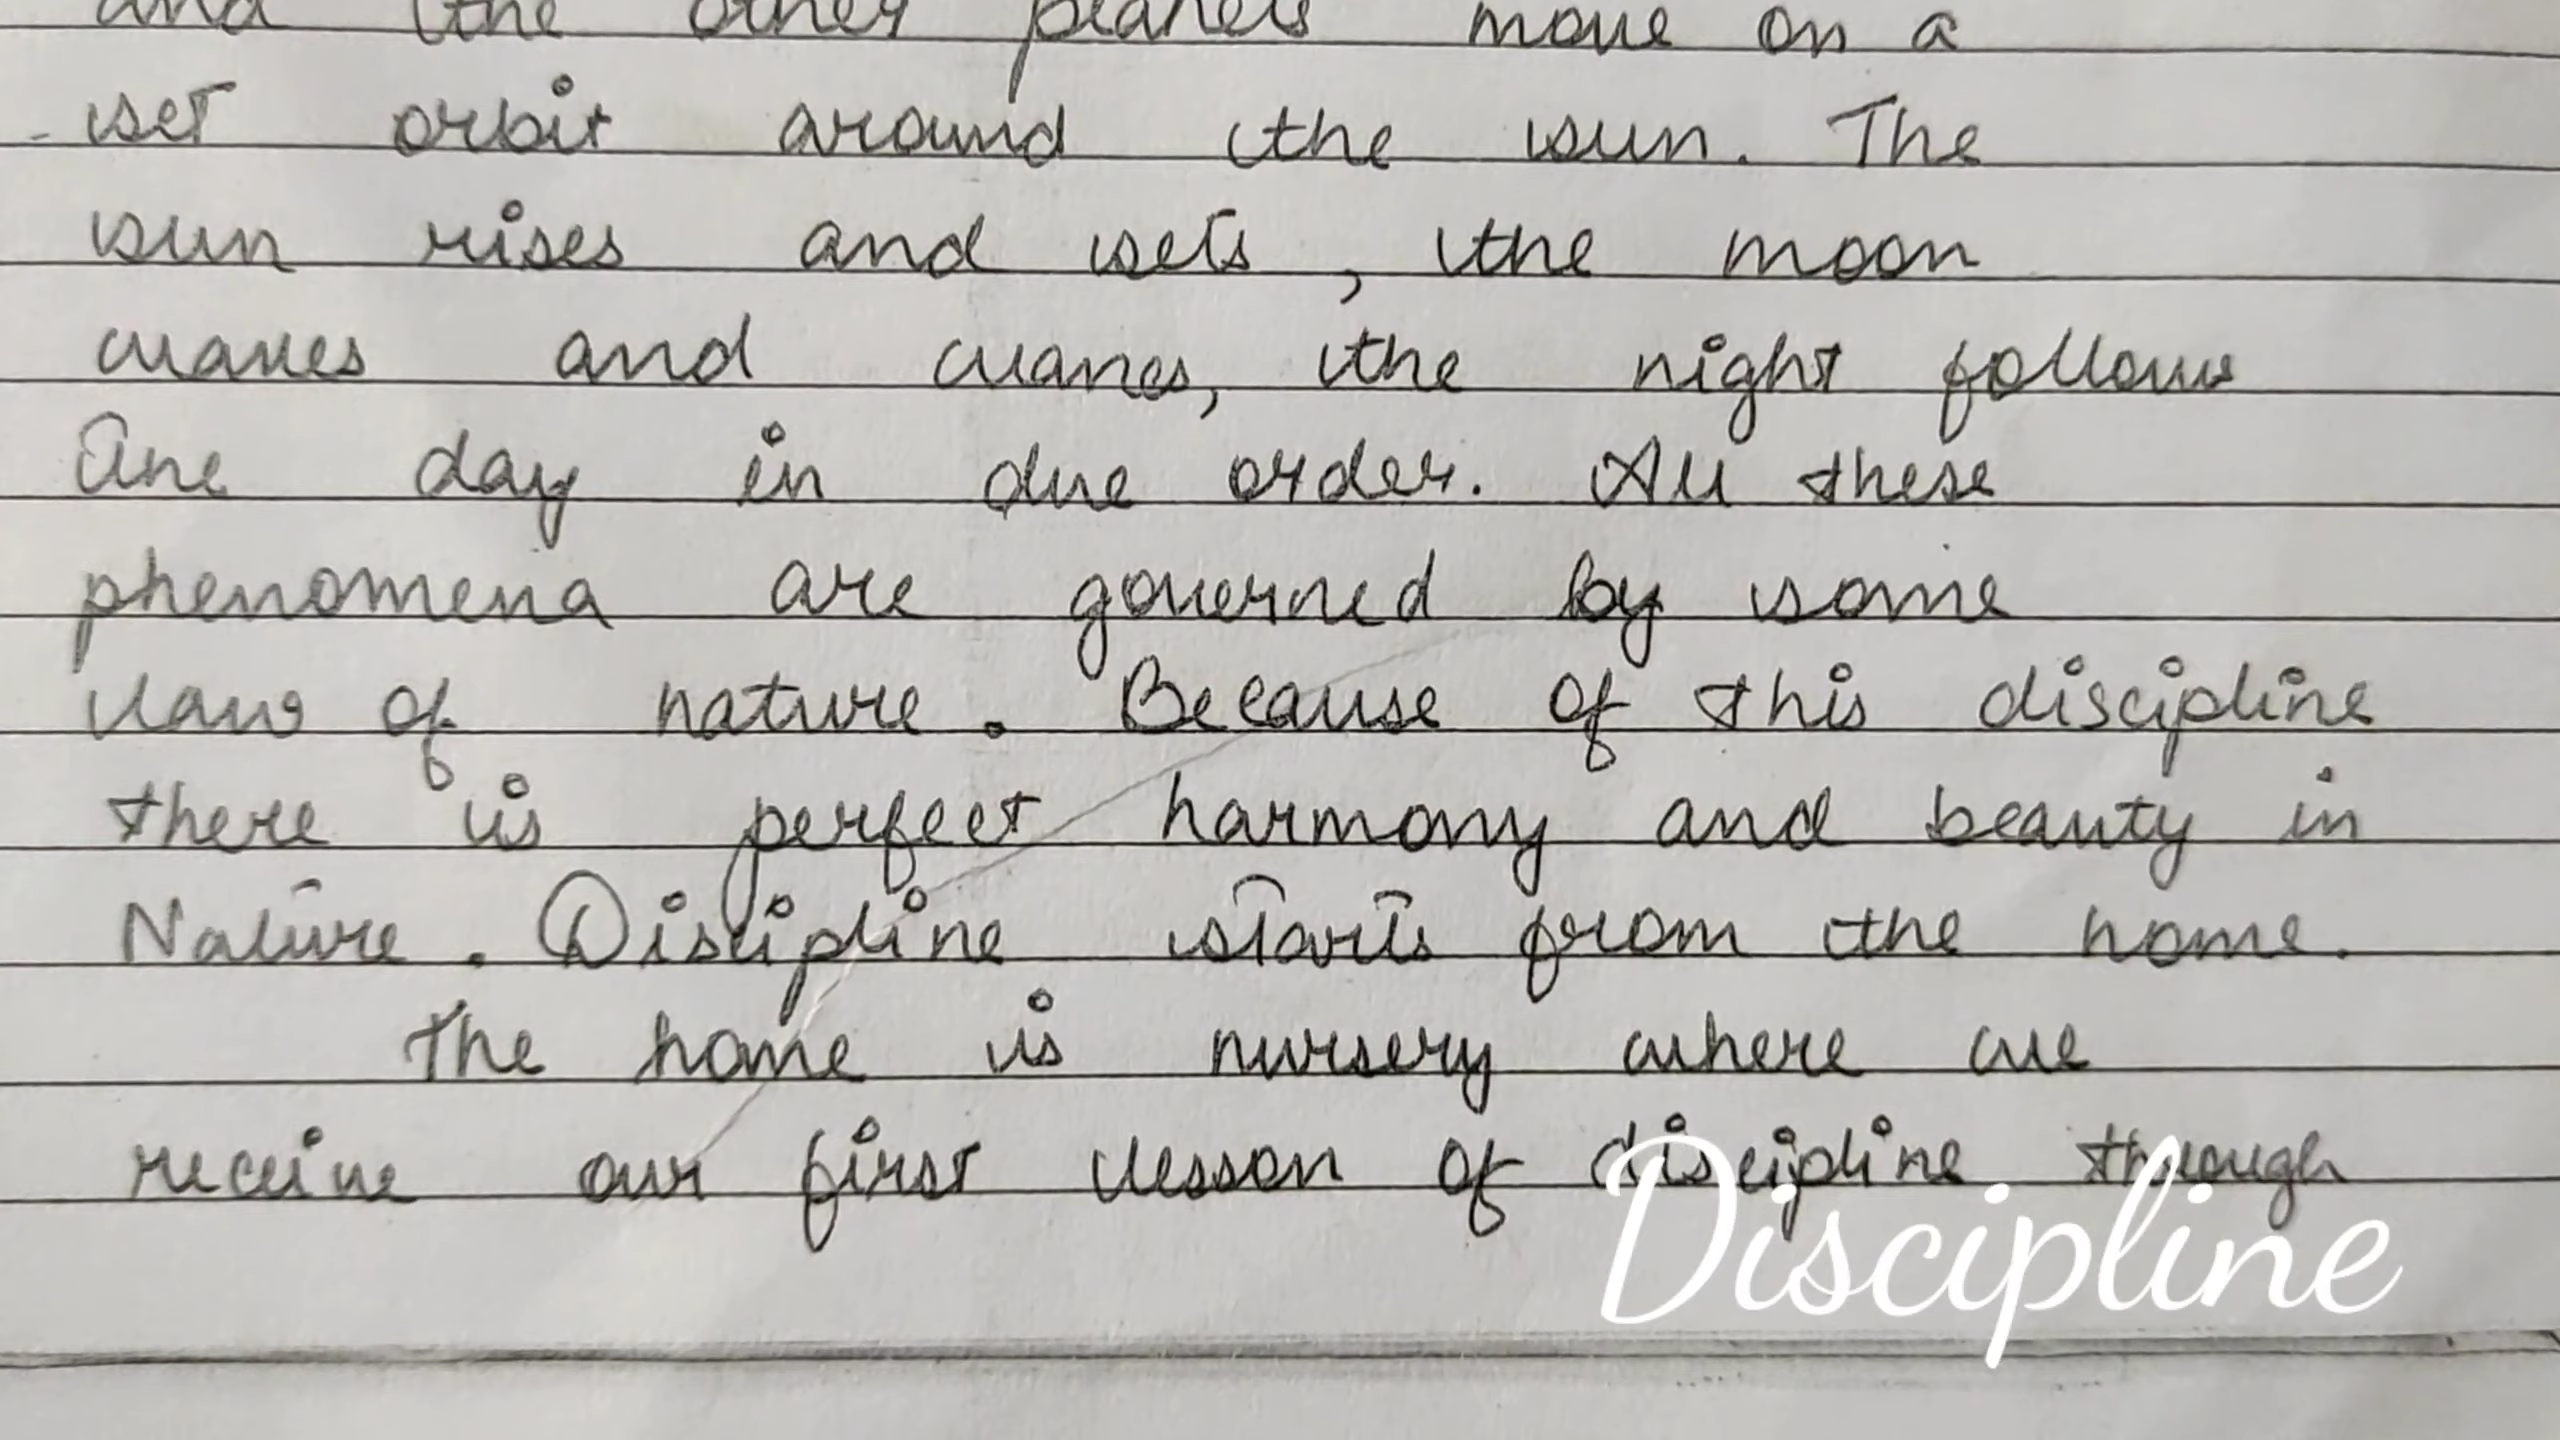 and the other planets move on a
set orbit around the sun. The
sun rises and sets, the moon
waves and wanes, the night follows
One day in due order. All these
phenomena are governed by some
laws of nature. Because of this discipline
there is perfect harmony and beauty in
Nature. Discipline starts from the home.
The home is nursery where we
receive our first lesson of discipline through
Discipline